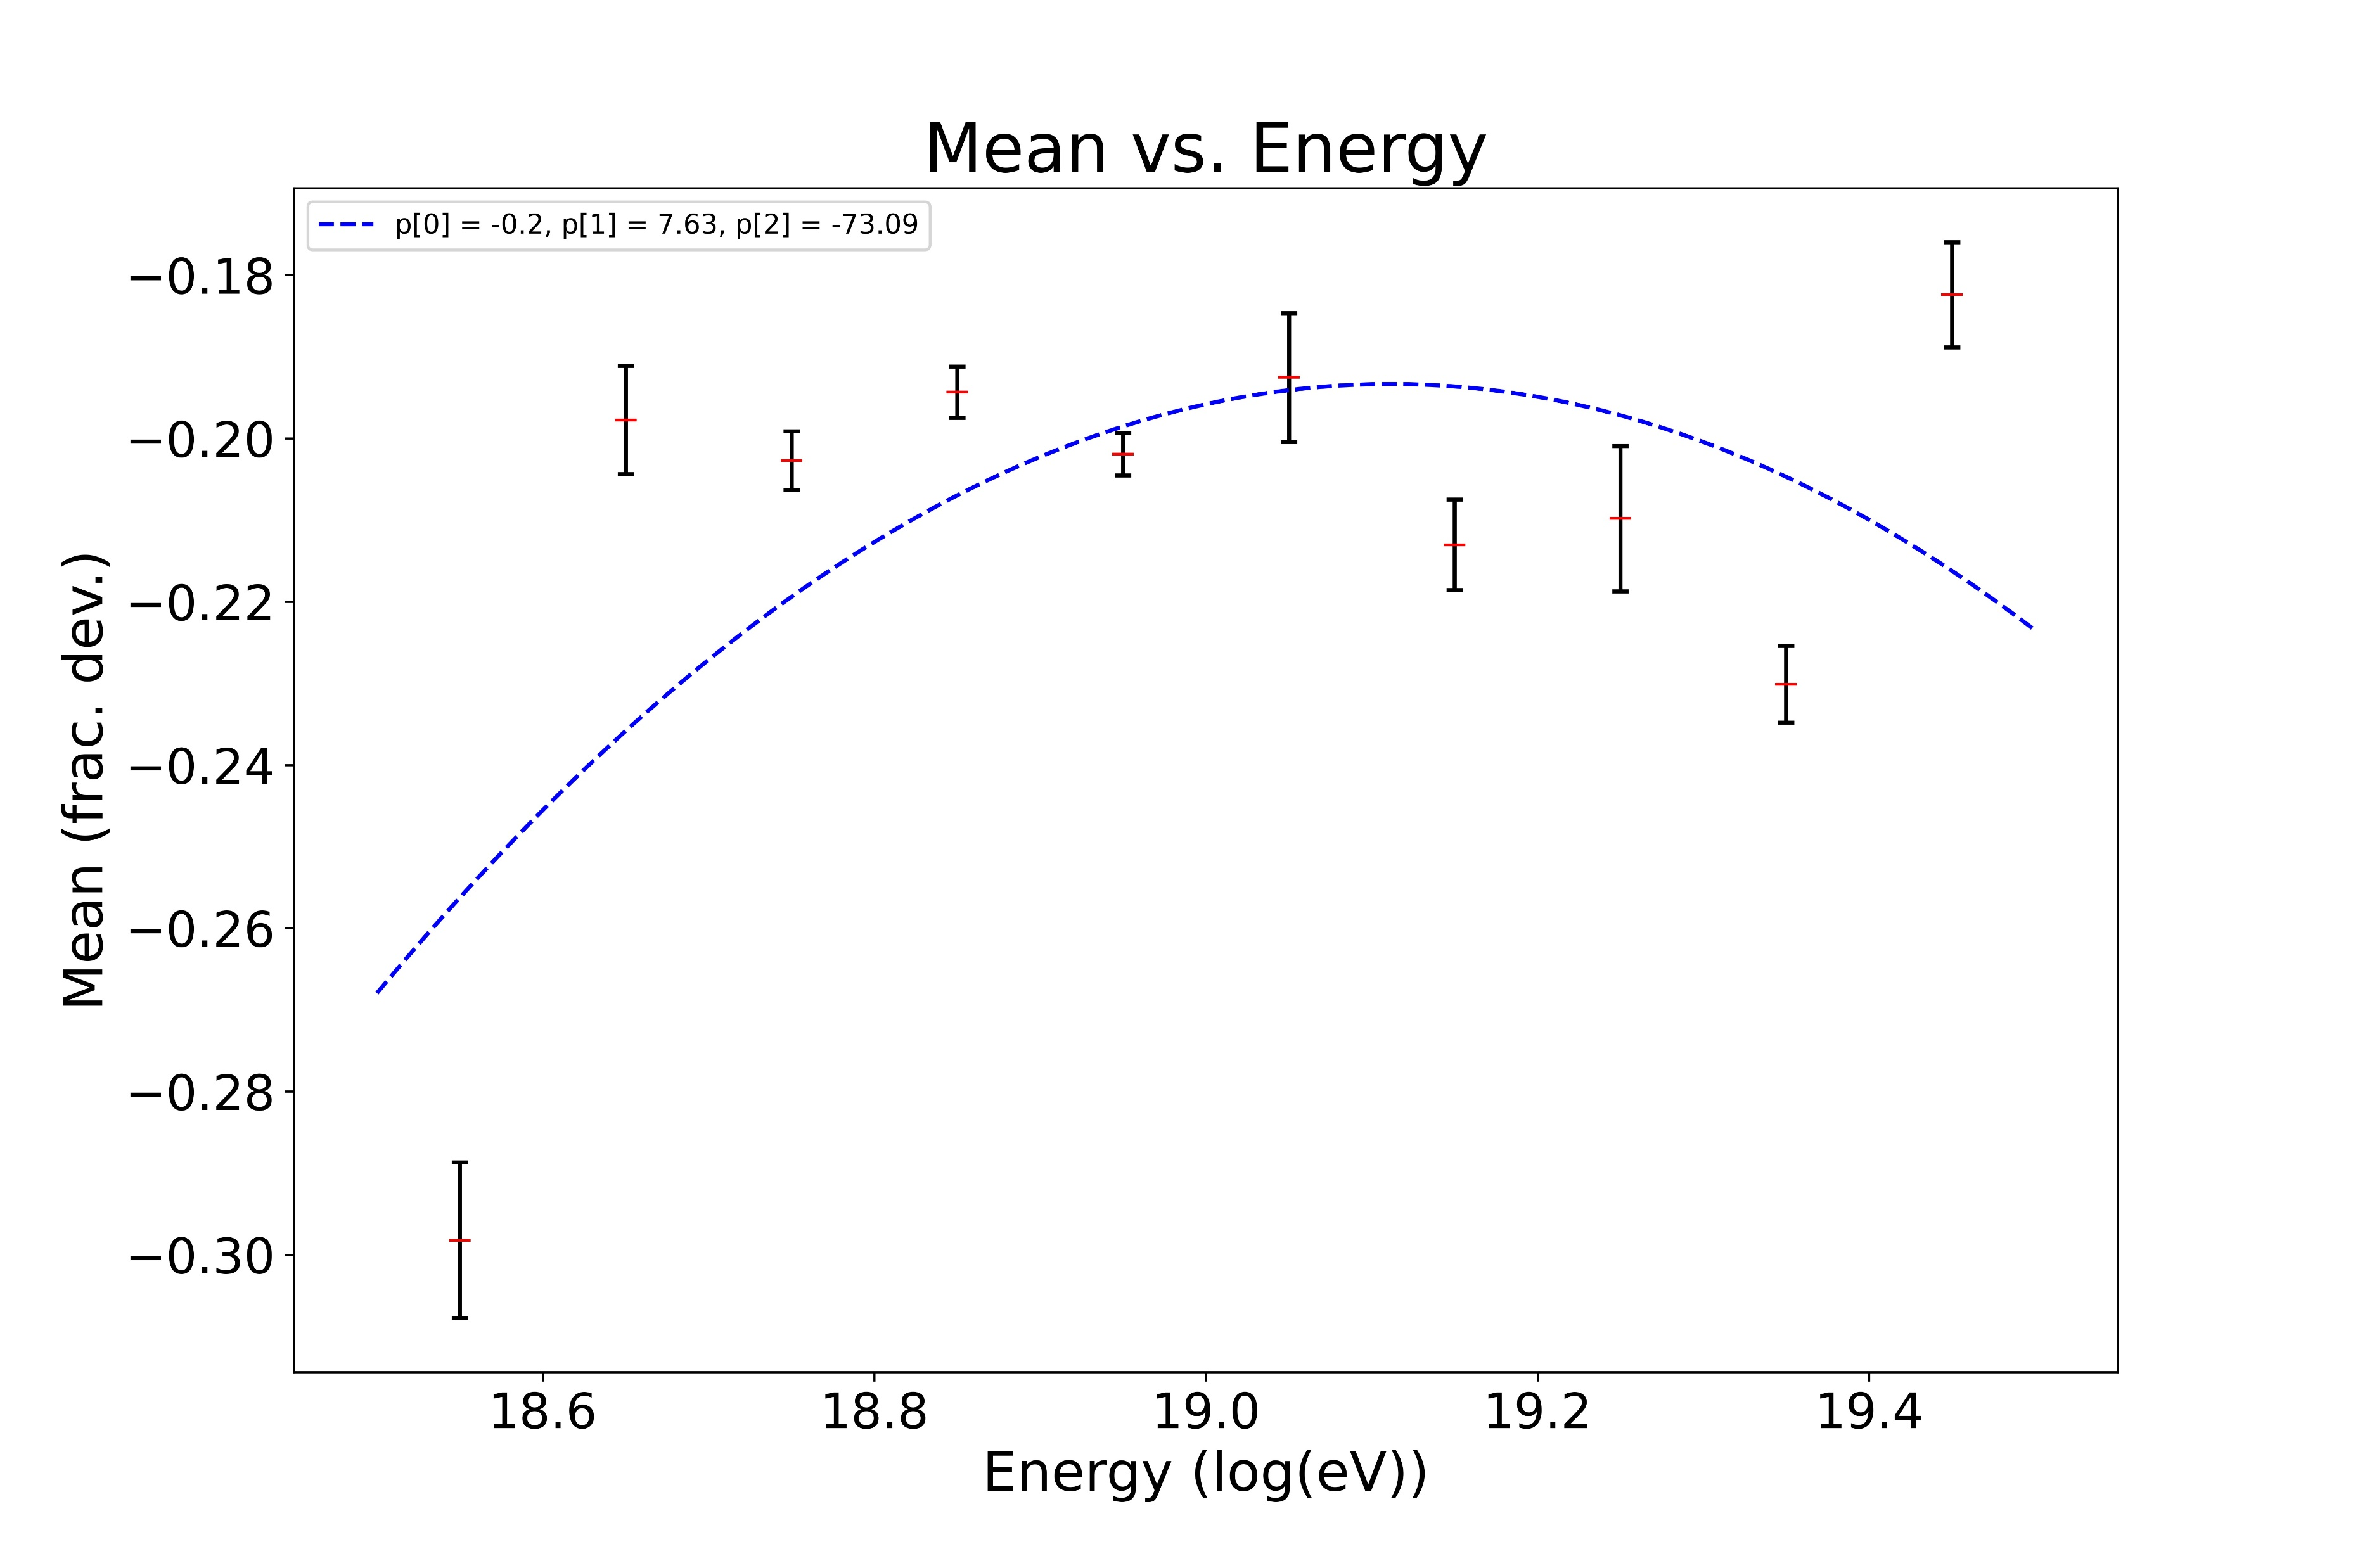 Mean vs. Energy
p[0] = -0.2, p[1] = 7.63, p[2] = -73.09
−0.18
−0.20
−0.22
−0.24
−0.26
−0.28
−0.30
Mean (frac. dev.)
18.6 18.8 19.0 19.2 19.4
Energy (log(eV))